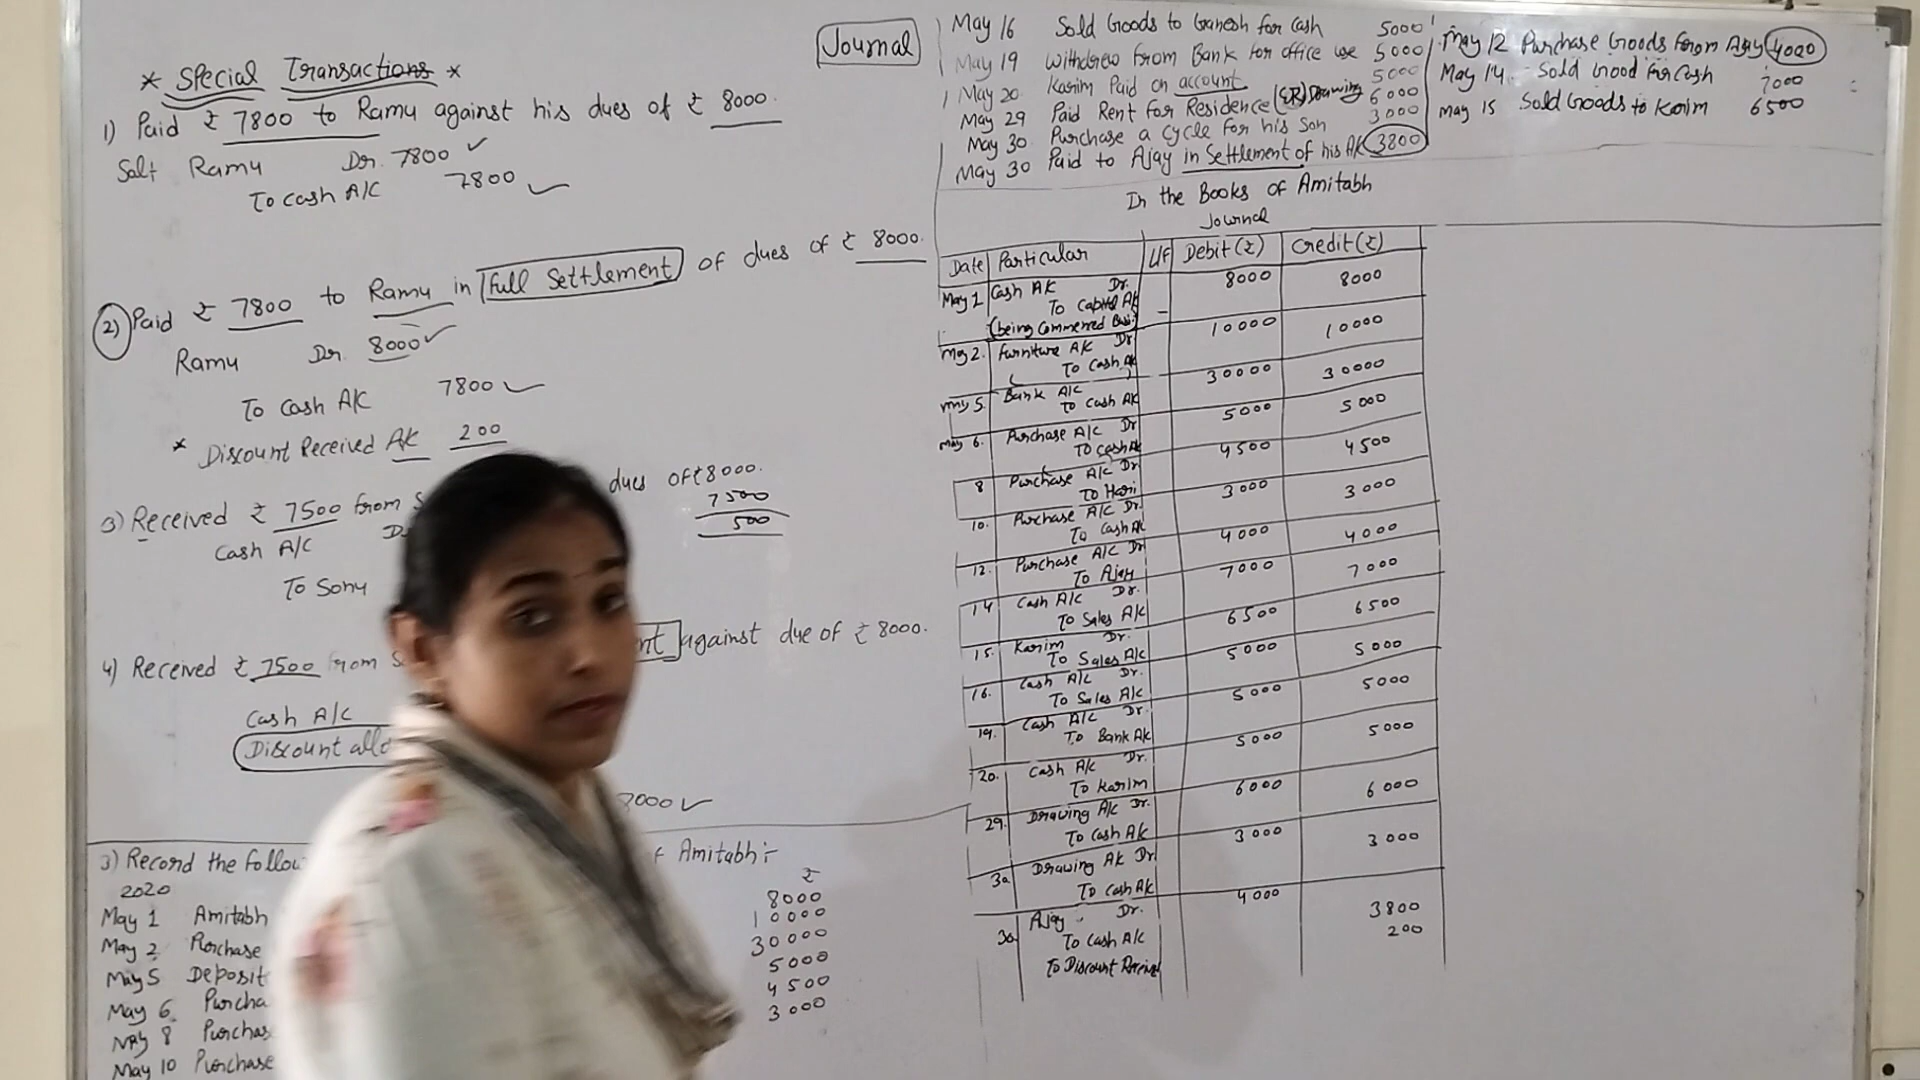 Journal
* Special Transactions *
1) Paid ₹ 7800 to Ramu against his dues of ₹ 8000.
Sol† Ramu Dr. 7800 ✓
To cash A/c 7800 ✓
2) Paid ₹ 7800 to Ramu in Full Settlement of dues of ₹ 8000.
Ramu Dr. 8000 ✓
To Cash A/c 7800 ✓
* Discount Received A/c 200
3) Received ₹ 7500 from S dues of ₹ 8000.
7500
500
Cash A/c D
To Sonu
4) Received ₹ 7500 from S nt against due of ₹ 8000.
Cash A/c
Discount allo
8000 ✓
3) Record the follow f Amitabh :-
2020 ₹
May 1 Amitabh 8000
May 2 Purchase 10000
May 5 Deposit 30000
May 6 Purcha 5000
May 8 Purchas 4500
May 10 Purchase 3000
May 12 Purchase Goods from Ajay 4000
May 14 Sold Good for Cash 7000
May 15 Sold Goods to Karim 6500
May 16 Sold Goods to Ganesh for Cash 5000
May 19 Withdrew from Bank for office use 5000
May 20 Karim Paid on account 5000
May 29 Paid Rent for Residence Drawing 6000
May 30 Purchase a cycle for his Son 3000
May 30 Paid to Ajay in Settlement of his A/c 3800
In the Books of Amitabh
Journal
Date Particular L/F Debit (₹) Credit (₹)
May 1 Cash A/c Dr. 8000 8000
To Capital A/c
(being Commenced Busi)
May 2. Furniture A/c Dr 10000 10000
To Cash A/c
May 5. Bank A/c 30000 30000
To Cash A/c
May 6. Purchase A/c Dr 5000 5000
To Cash A/c
8 Purchase A/c Dr 4500 4500
To Hari
10. Purchase A/c Dr 3000 3000
To Cash A/c
12. Purchase A/c Dr 4000 4000
To Ajay
14 Cash A/c Dr. 7000 7000
To Sales A/c
15. Karim Dr. 6500 6500
To Sales A/c
16. Cash A/c Dr. 5000 5000
To Sales A/c
19. Cash A/c Dr. 5000 5000
To Bank A/c
20. Cash A/c Dr. 5000 5000
To Karim
29. Drawing A/c Dr. 6000 6000
To Cash A/c
30 Drawing A/c Dr 3000 3000
To Cash A/c
30 Ajay Dr. 4000
To Cash A/c 3800
To Discount Received 200